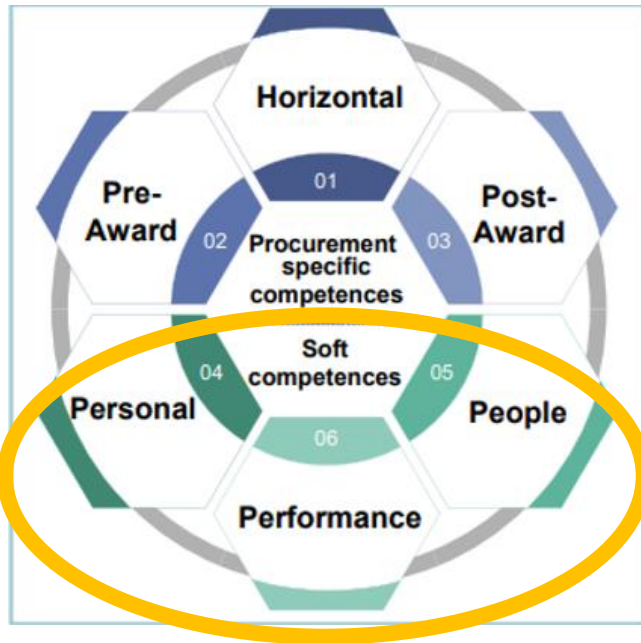 Horizontal
01
Pre-
Award
02
Post-
Award
03
Procurement
specific
competences
Soft
competences
04
Personal
05
People
06
Performance